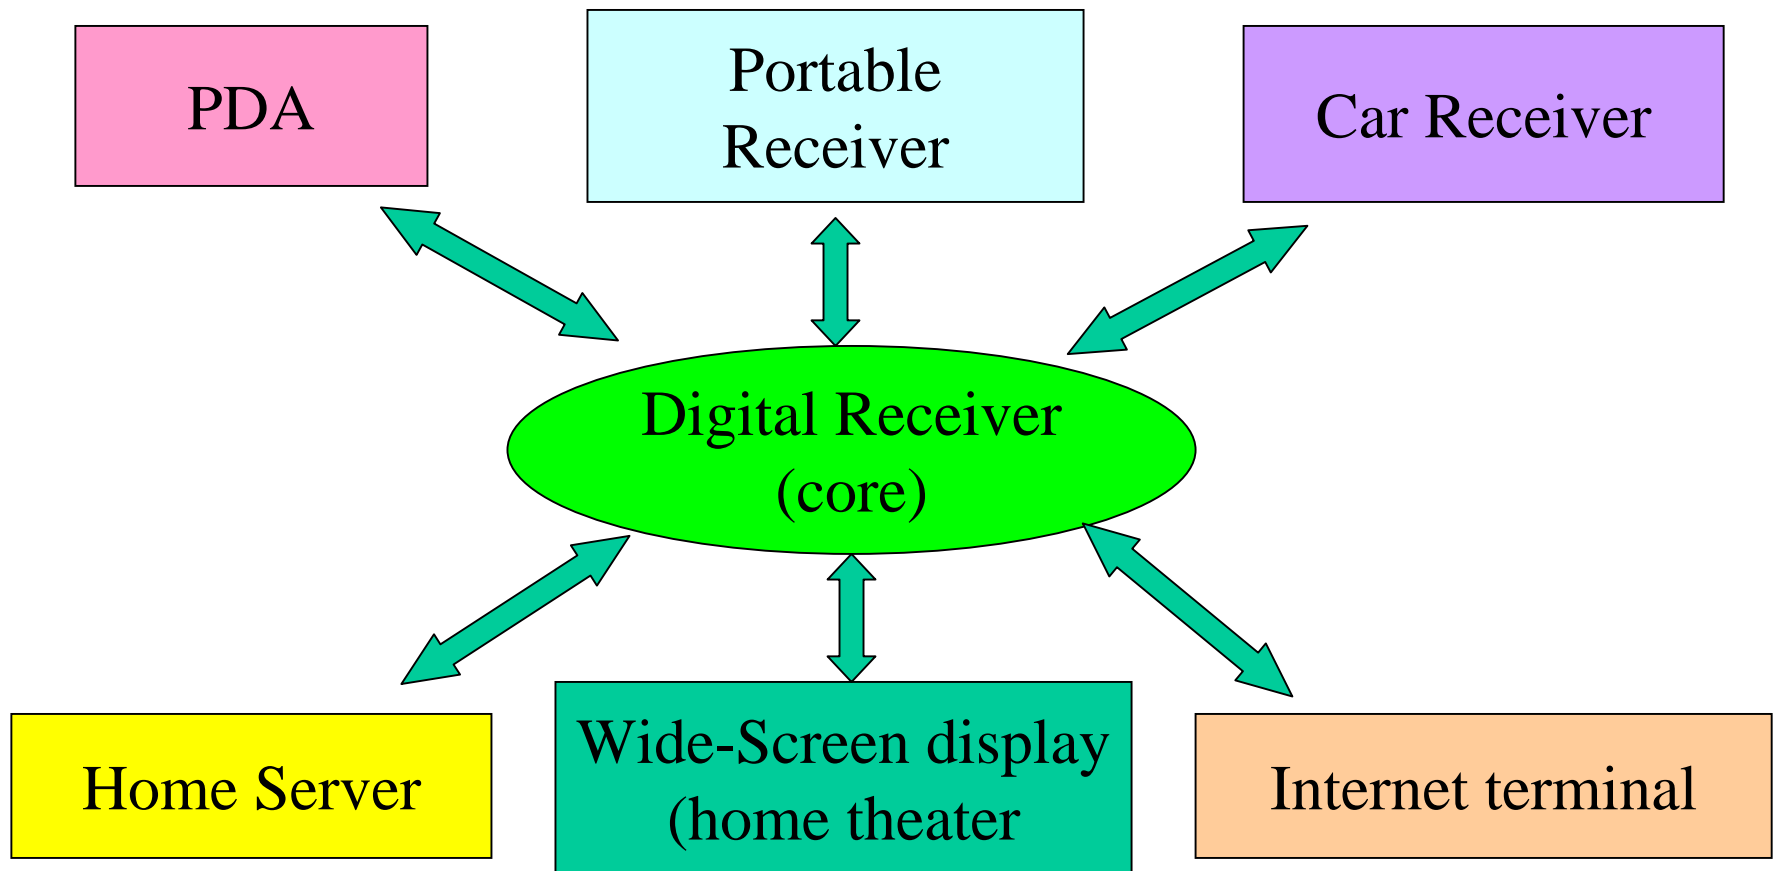 PDA
Portable
Receiver
Car Receiver
Digital Receiver
(core)
Home Server
Wide-Screen display
(home theater
Internet terminal